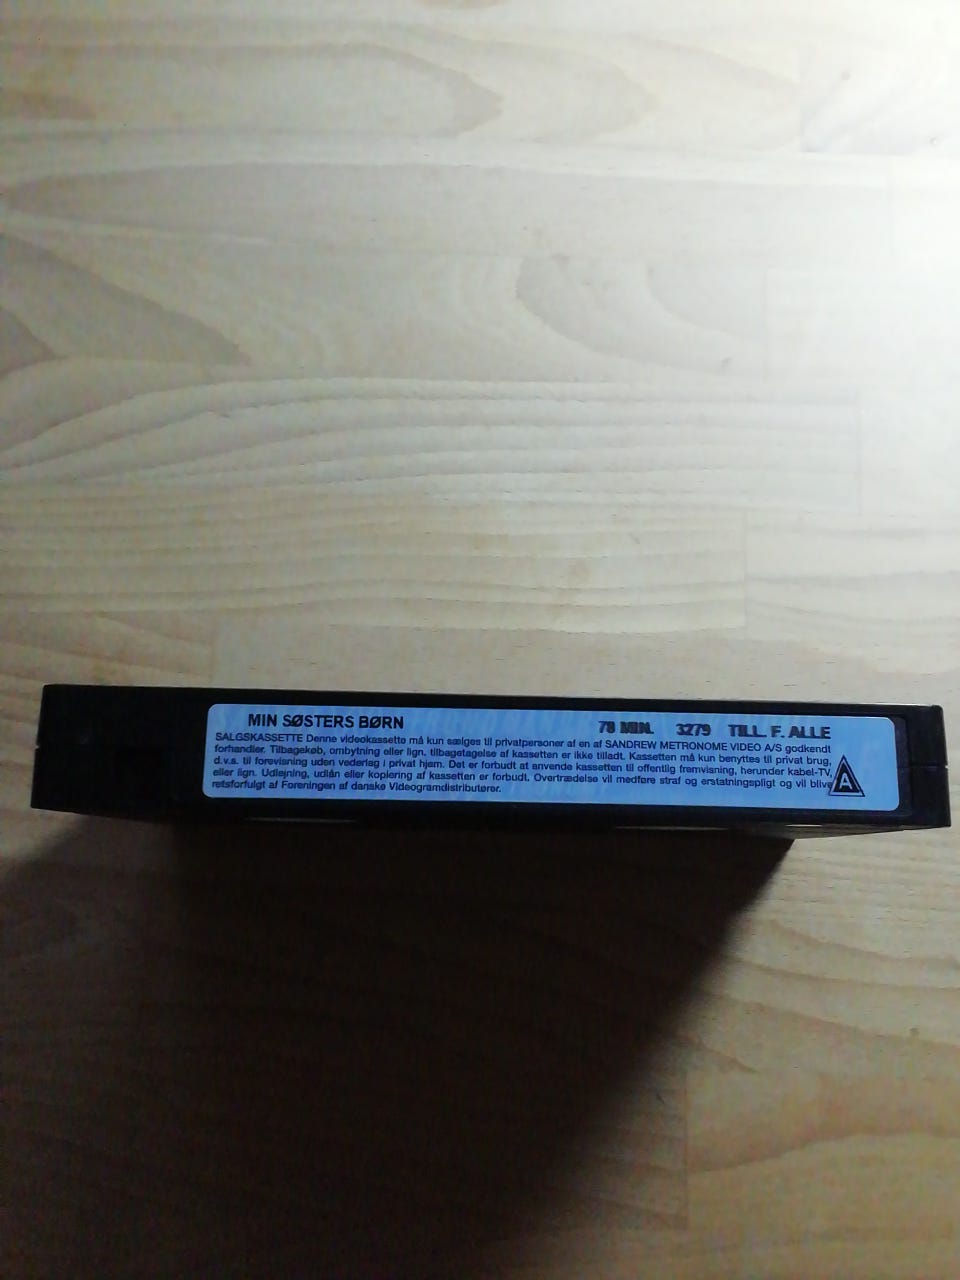 MIN SØSTERS BØRN 78 MIN. 3279 TILL. F. ALLE
SALGSKASSETTE Denne videokassette må kun sælges til privatpersoner af en af SANDREW METRONOME VIDEO A/S godkendt
forhandler. Tilbagekøb, ombytning eller lign. tilbagetagelse af kassetten er ikke tilladt. Kassetten må kun benyttes til privat brug,
d.v.s. til forevisning uden vederlag i privat hjem. Det er forbudt at anvende kassetten til offentlig fremvisning, herunder kabel-TV,
eller lign. Udlejning, udlån eller kopiering af kassetten er forbudt. Overtrædelse vil medføre straf og erstatningspligt og vil blive
retsforfulgt af Foreningen af danske Videogramdistributører.
A